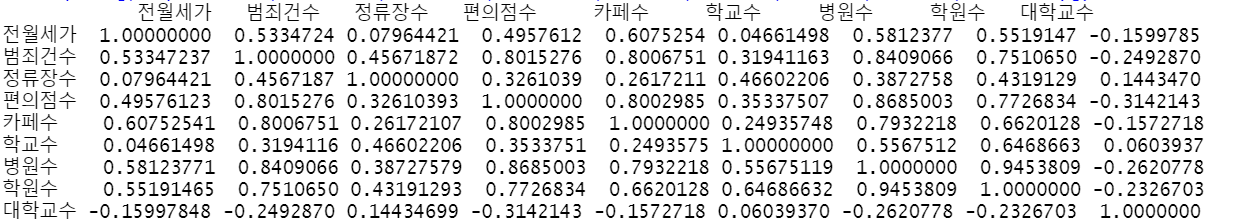 전월세가 범죄건수 정류장수 편의점수 카페수 학교수 병원수 학원수 대학교수
전월세가 1.00000000 0.5334724 0.07964421 0.4957612 0.6075254 0.04661498 0.5812377 0.5519147 -0.1599785
범죄건수 0.53347237 1.0000000 0.45671872 0.8015276 0.8006751 0.31941163 0.8409066 0.7510650 -0.2492870
정류장수 0.07964421 0.4567187 1.00000000 0.3261039 0.2617211 0.46602206 0.3872758 0.4319129 0.1443470
편의점수 0.49576123 0.8015276 0.32610393 1.0000000 0.8002985 0.35337507 0.8685003 0.7726834 -0.3142143
카페수 0.60752541 0.8006751 0.26172107 0.8002985 1.0000000 0.24935748 0.7932218 0.6620128 -0.1572718
학교수 0.04661498 0.3194116 0.46602206 0.3533751 0.2493575 1.00000000 0.5567512 0.6468663 0.0603937
병원수 0.58123771 0.8409066 0.38727579 0.8685003 0.7932218 0.55675119 1.0000000 0.9453809 -0.2620778
학원수 0.55191465 0.7510650 0.43191293 0.7726834 0.6620128 0.64686632 0.9453809 1.0000000 -0.2326703
대학교수 -0.15997848 -0.2492870 0.14434699 -0.3142143 -0.1572718 0.06039370 -0.2620778 -0.2326703 1.0000000